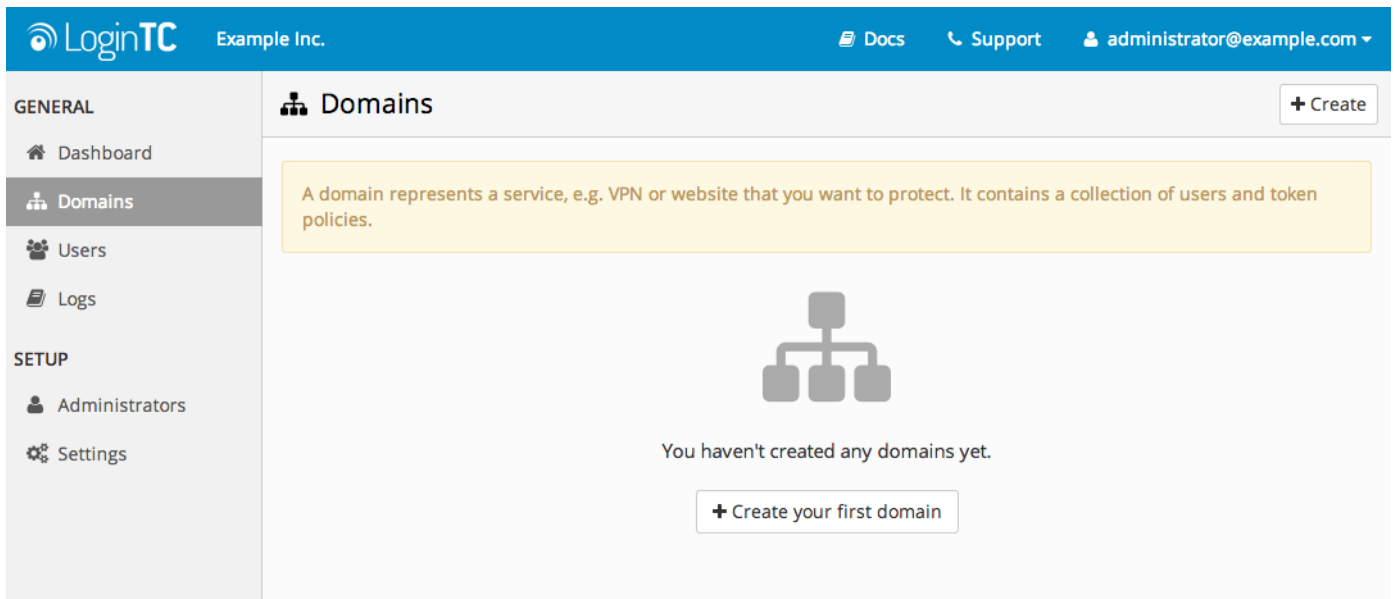 LoginTC Example Inc. Docs Support administrator@example.com
GENERAL
Dashboard
Domains
Users
Logs
SETUP
Administrators
Settings
Domains
+ Create
A domain represents a service, e.g. VPN or website that you want to protect. It contains a collection of users and token
policies.
You haven't created any domains yet.
+ Create your first domain